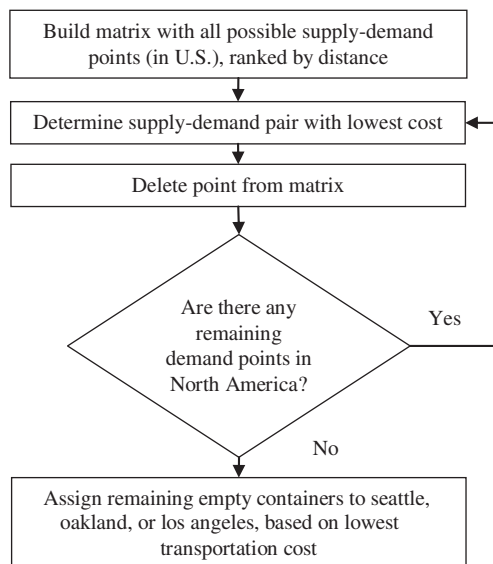 Build matrix with all possible supply-demand
points (in U.S.), ranked by distance
Determine supply-demand pair with lowest cost
Delete point from matrix
Are there any
remaining
demand points in
North America?
Yes
No
Assign remaining empty containers to seattle,
oakland, or los angeles, based on lowest
transportation cost